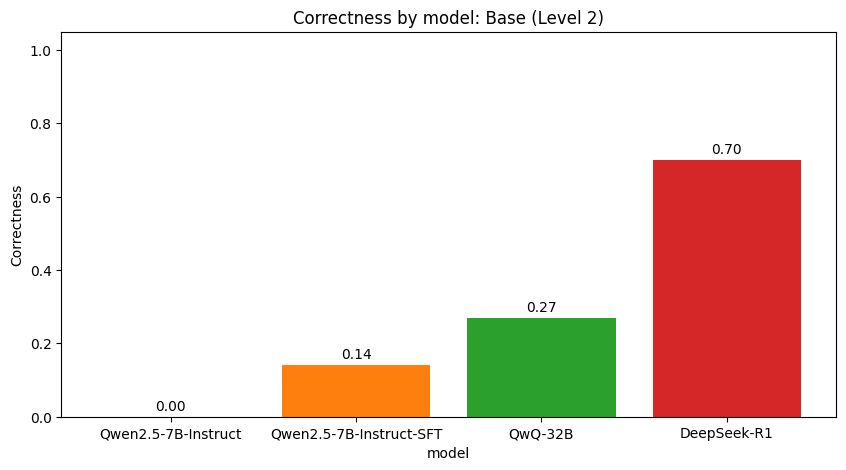 Correctness by model: Base (Level 2)
1.0
0.8
0.6
0.4
0.2
0.0
Correctness
0.00
0.14
0.27
0.70
Qwen2.5-7B-Instruct
Qwen2.5-7B-Instruct-SFT
QwQ-32B
DeepSeek-R1
model